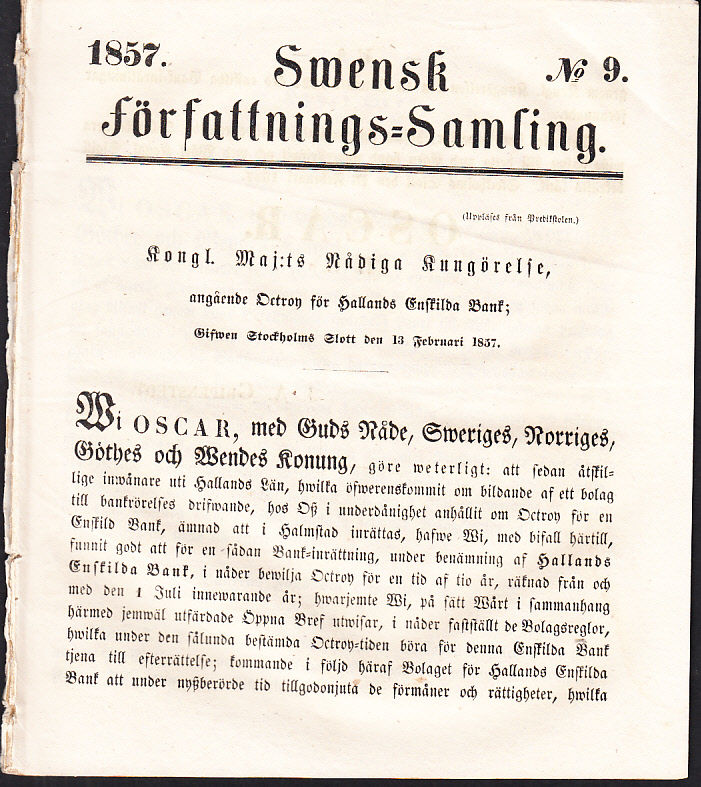 1857.
Swensk
№ 9.
Författnings=Samling.
(Uppläses från Predikstolen.)
Kongl. Maj:ts Nådiga Kungörelse,
angående Octroy för Hallands Enskilda Bank;
Gifwen Stockholms Slott den 13 Februari 1857.
Wi OSCAR, med Guds Nåde, Sweriges, Norriges,
Göthes och Wendes Konung, göre weterligt: att sedan åtskil-
lige inwånare uti Hallands Län, hwilka öfwerenskommit om bildande af ett bolag
till bankrörelses drifwande, hos Oß i underdånighet anhållit om Octroy för en
Enskild Bank, ämnad att i Halmstad inrättas, hafwe Wi, med bifall härtill,
funnit godt att för en sådan Bank-inrättning, under benämning af Hallands
Enskilda Bank, i nåder bewilja Octroy för en tid af tio år, räknad från och
med den 1 Juli innewarande år; hwarjemte Wi, på sätt Wårt i sammanhang
härmed jemwäl utfärdade Öppna Bref utwisar, i nåder fastställt de Bolagsreglor,
hwilka under den sålunda bestämda Octroy-tiden böra för denna Enskilda Bank
tjena till efterrättelse; kommande i följd häraf Bolaget för Hallands Enskilda
Bank att under nyßberörde tid tillgodonjuta de förmåner och rättigheter, hwilka